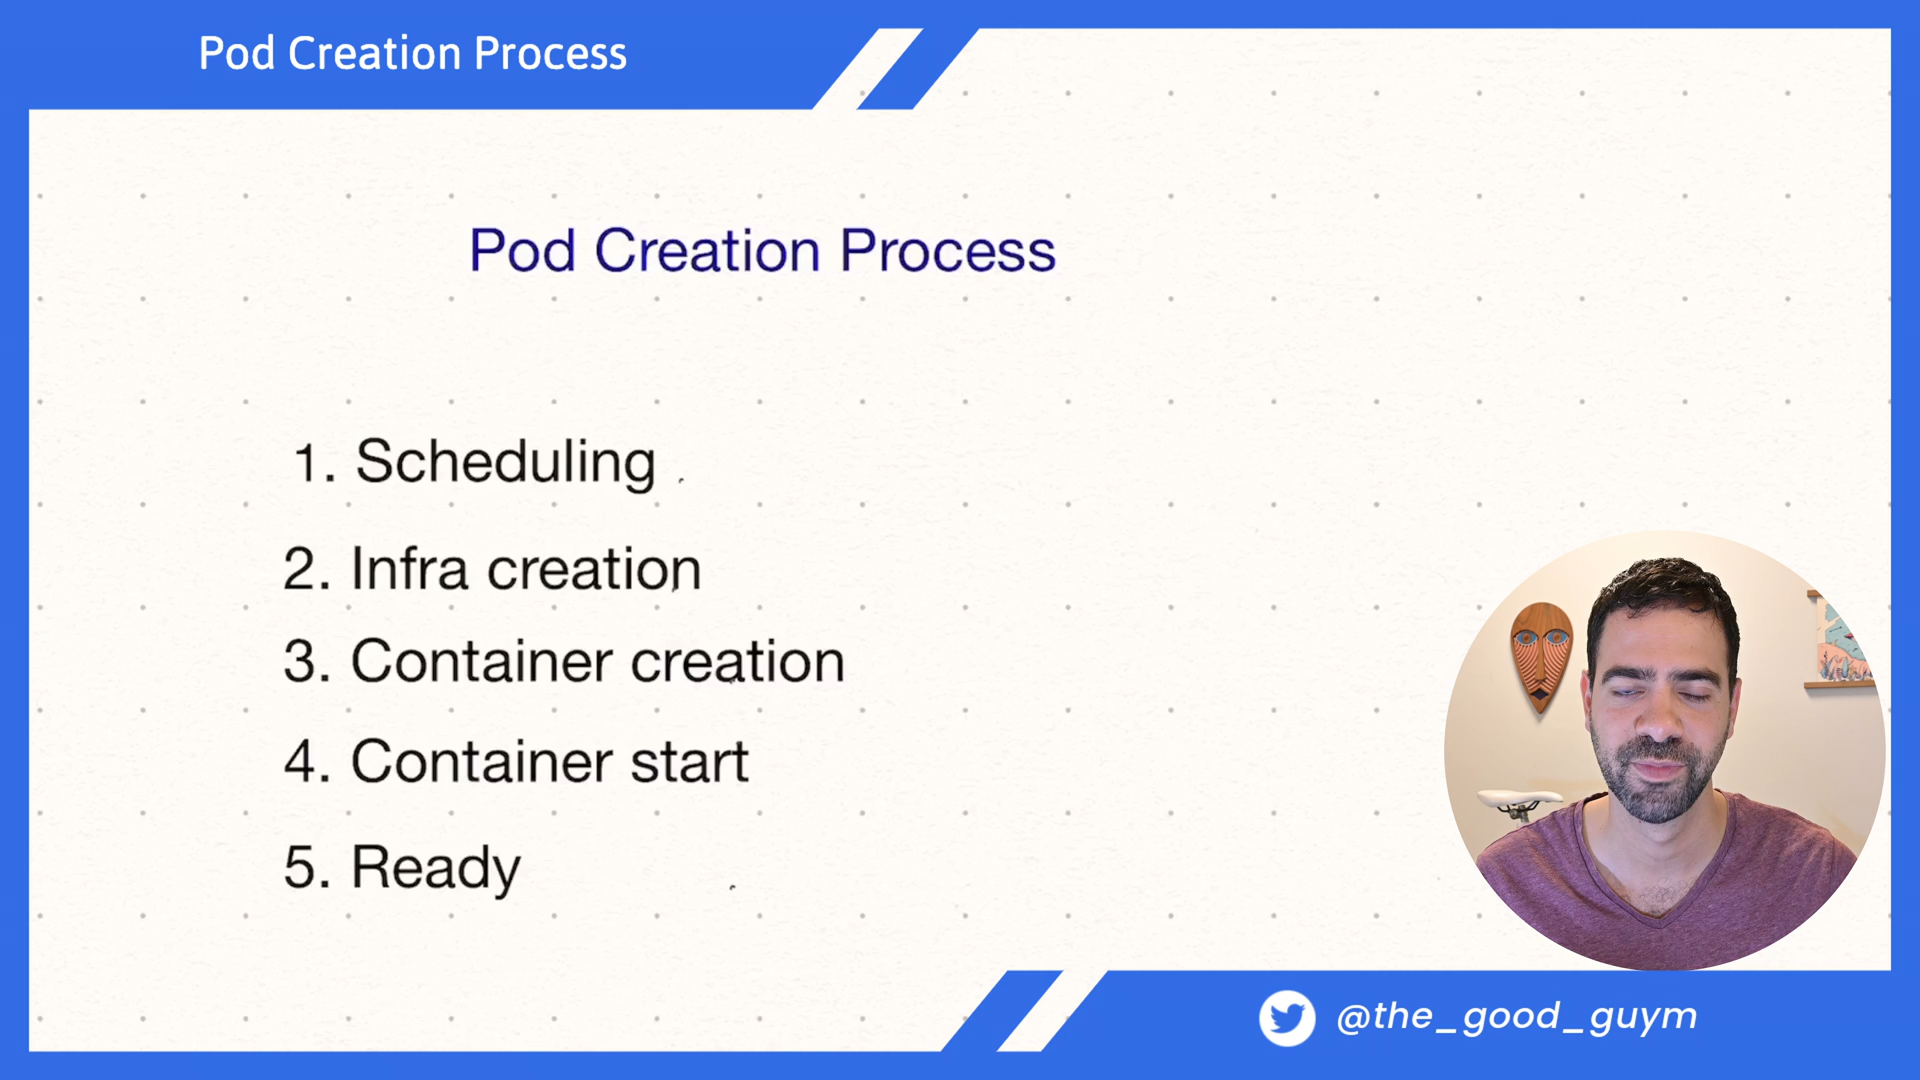 Pod Creation Process
Pod Creation Process
1. Scheduling
2. Infra creation
3. Container creation
4. Container start
5. Ready
@the_good_guym